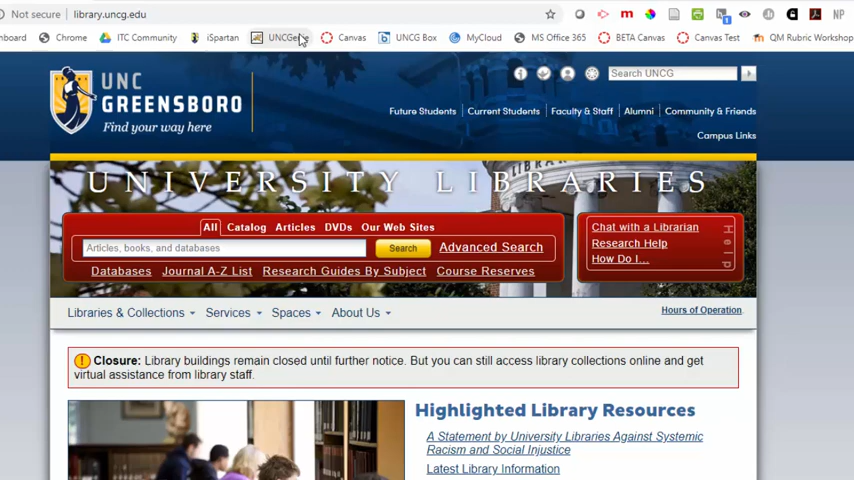 Not secure | library.uncg.edu
nboard Chrome ITC Community iSpartan UNCGenie Canvas UNCG Box MyCloud MS Office 365 BETA Canvas Canvas Test QM Rubric Workshop
UNC
GREENSBORO
Find your way here
Search UNCG
Future Students Current Students Faculty & Staff Alumni Community & Friends
Campus Links
UNIVERSITY LIBRARIES
All Catalog Articles DVDs Our Web Sites
Articles, books, and databases Search Advanced Search
Databases Journal A-Z List Research Guides By Subject Course Reserves
Chat with a Librarian
Research Help
How Do I...
Help
Libraries & Collections Services Spaces About Us Hours of Operation.
Closure: Library buildings remain closed until further notice. But you can still access library collections online and get
virtual assistance from library staff.
Highlighted Library Resources
A Statement by University Libraries Against Systemic
Racism and Social Injustice
Latest Library Information